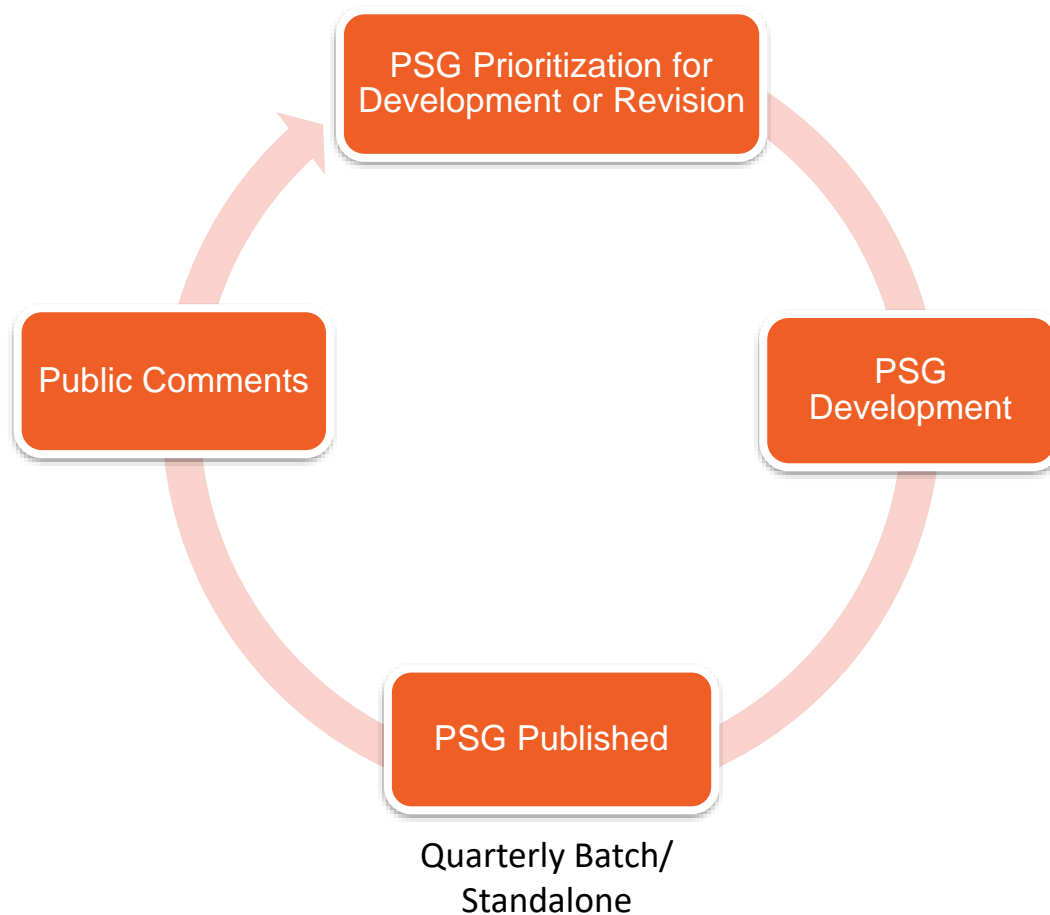 PSG Prioritization for
Development or Revision
Public Comments
PSG
Development
PSG Published
Quarterly Batch/
Standalone